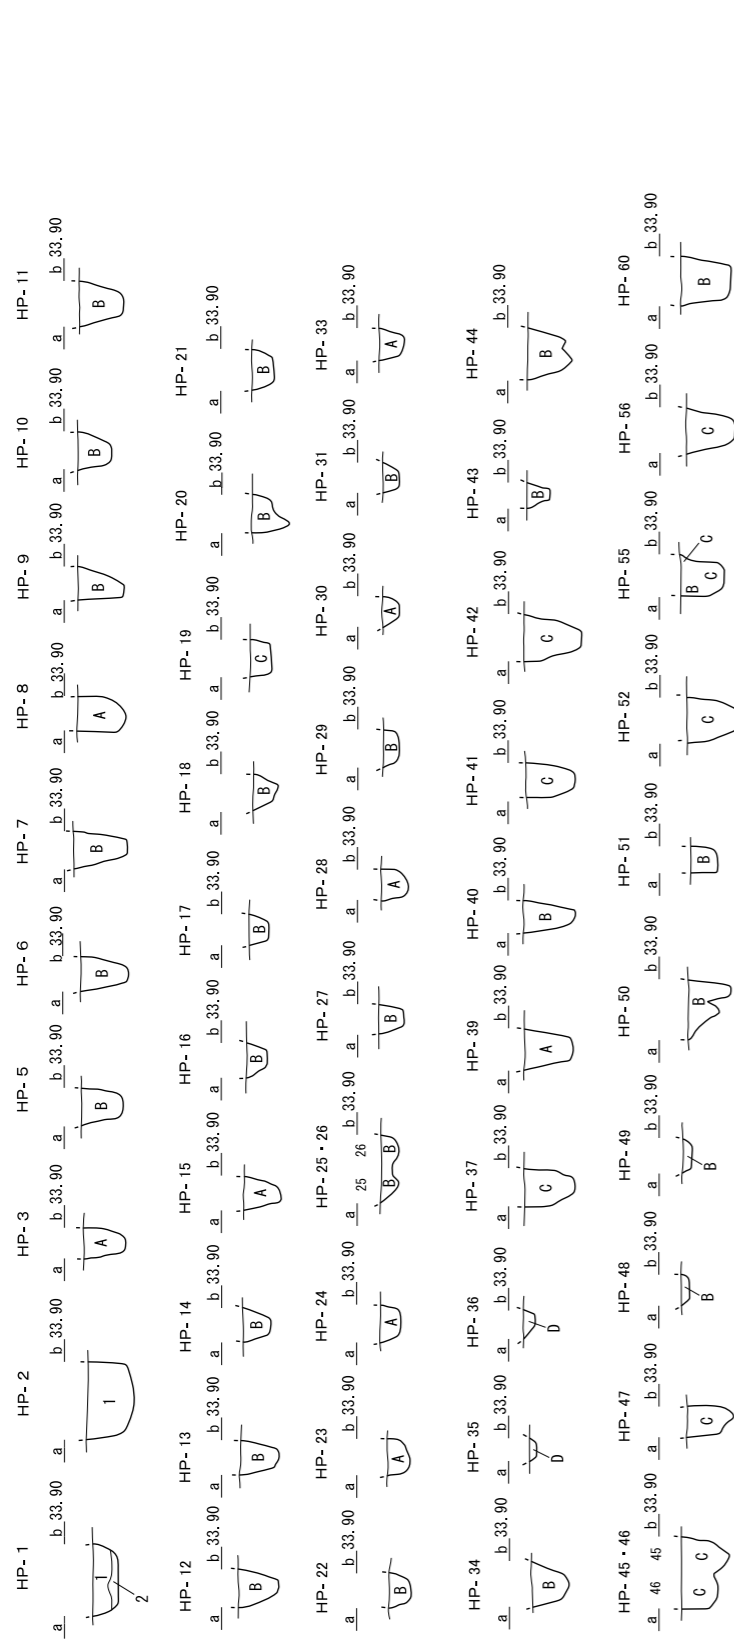 HP-1
a b 33.90
1
2
HP-2
a b 33.90
1
HP-3
a b 33.90
A
HP-5
a b 33.90
B
HP-6
a b 33.90
B
HP-7
a b 33.90
B
HP-8
a b 33.90
A
HP-9
a b 33.90
B
HP-10
a b 33.90
B
HP-11
a b 33.90
B
HP-12
a b 33.90
B
HP-13
a b 33.90
B
HP-14
a b 33.90
B
HP-15
a b 33.90
A
HP-16
a b 33.90
B
HP-17
a b 33.90
B
HP-18
a b 33.90
B
HP-19
a b 33.90
C
HP-20
a b 33.90
B
HP-21
a b 33.90
B
HP-22
a b 33.90
B
HP-23
a b 33.90
A
HP-24
a b 33.90
A
HP-25・26
a b 33.90
25 26
B B
HP-27
a b 33.90
B
HP-28
a b 33.90
A
HP-29
a b 33.90
B
HP-30
a b 33.90
A
HP-31
a b 33.90
B
HP-33
a b 33.90
A
HP-34
a b 33.90
B
HP-35
a b 33.90
D
HP-36
a b 33.90
D
HP-37
a b 33.90
C
HP-39
a b 33.90
A
HP-40
a b 33.90
B
HP-41
a b 33.90
C
HP-42
a b 33.90
C
HP-43
a b 33.90
B
HP-44
a b 33.90
B
HP-45・46
a 46 45 b 33.90
C C
HP-47
a b 33.90
C
HP-48
a b 33.90
B
HP-49
a b 33.90
B
HP-50
a b 33.90
B
HP-51
a b 33.90
B
HP-52
a b 33.90
C
HP-55
a b 33.90
B C
C
HP-56
a b 33.90
C
HP-60
a b 33.90
B